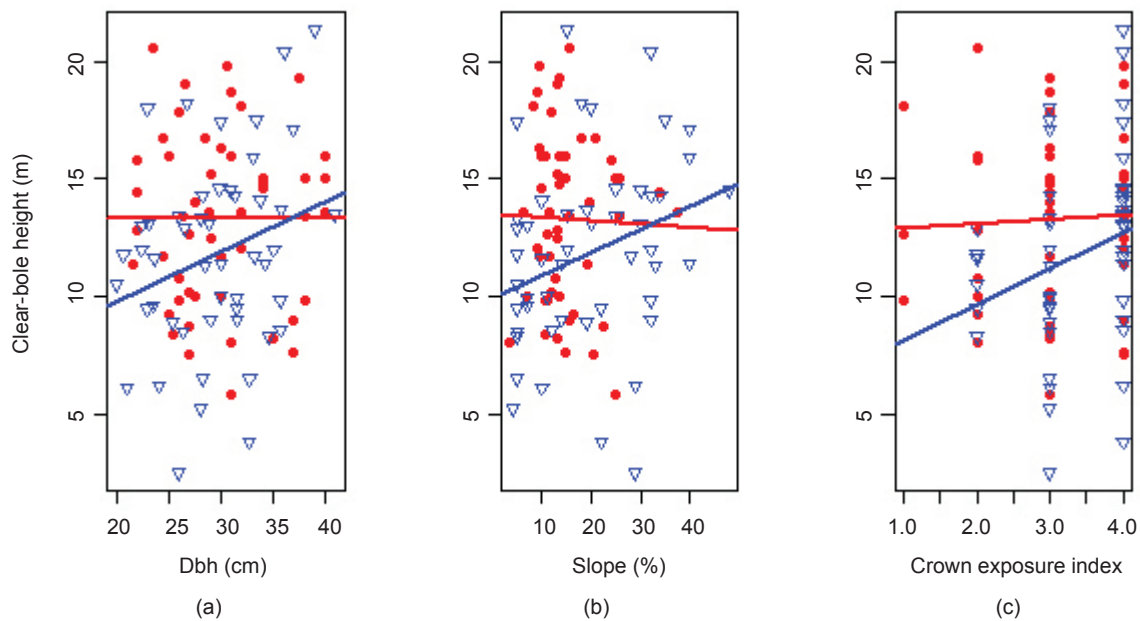 Clear-bole height (m)
20
15
10
5
20 25 30 35 40
Dbh (cm)
(a)
20
15
10
5
10 20 30 40
Slope (%)
(b)
20
15
10
5
1.0 2.0 3.0 4.0
Crown exposure index
(c)